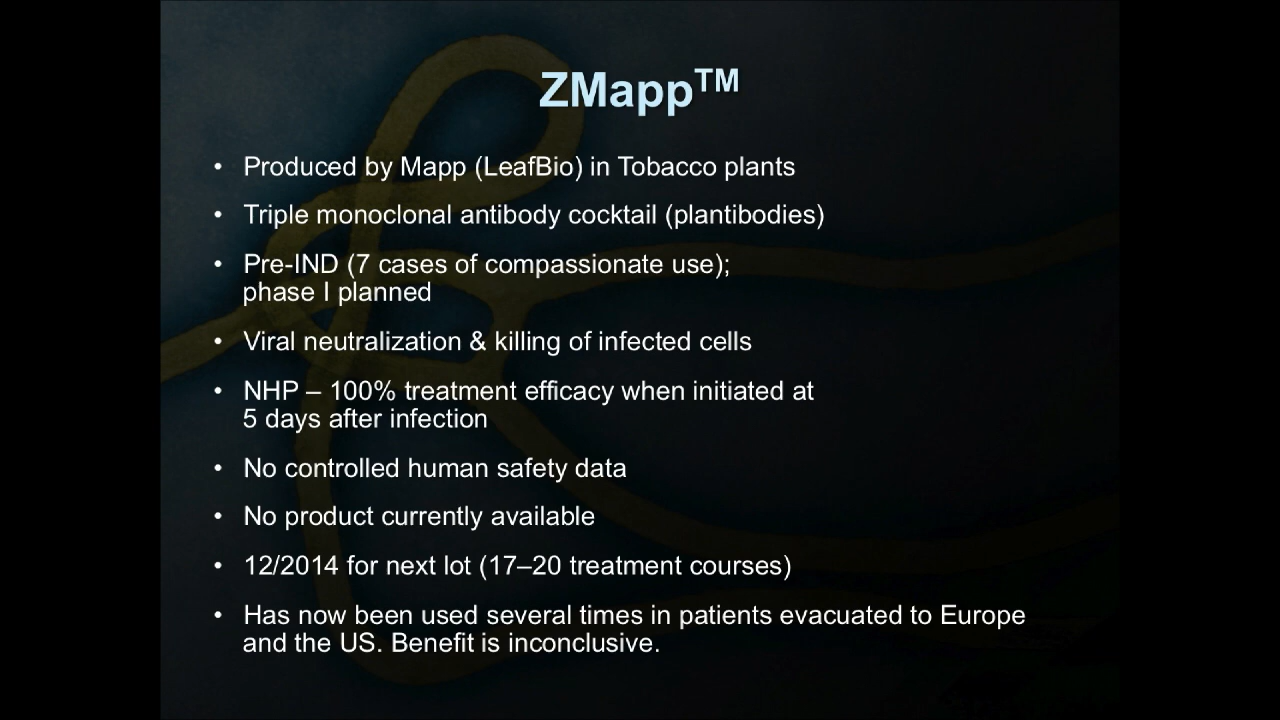 ZMapp™
• Produced by Mapp (LeafBio) in Tobacco plants
• Triple monoclonal antibody cocktail (plantibodies)
• Pre-IND (7 cases of compassionate use);
phase I planned
• Viral neutralization & killing of infected cells
• NHP – 100% treatment efficacy when initiated at
5 days after infection
• No controlled human safety data
• No product currently available
• 12/2014 for next lot (17–20 treatment courses)
• Has now been used several times in patients evacuated to Europe
and the US. Benefit is inconclusive.